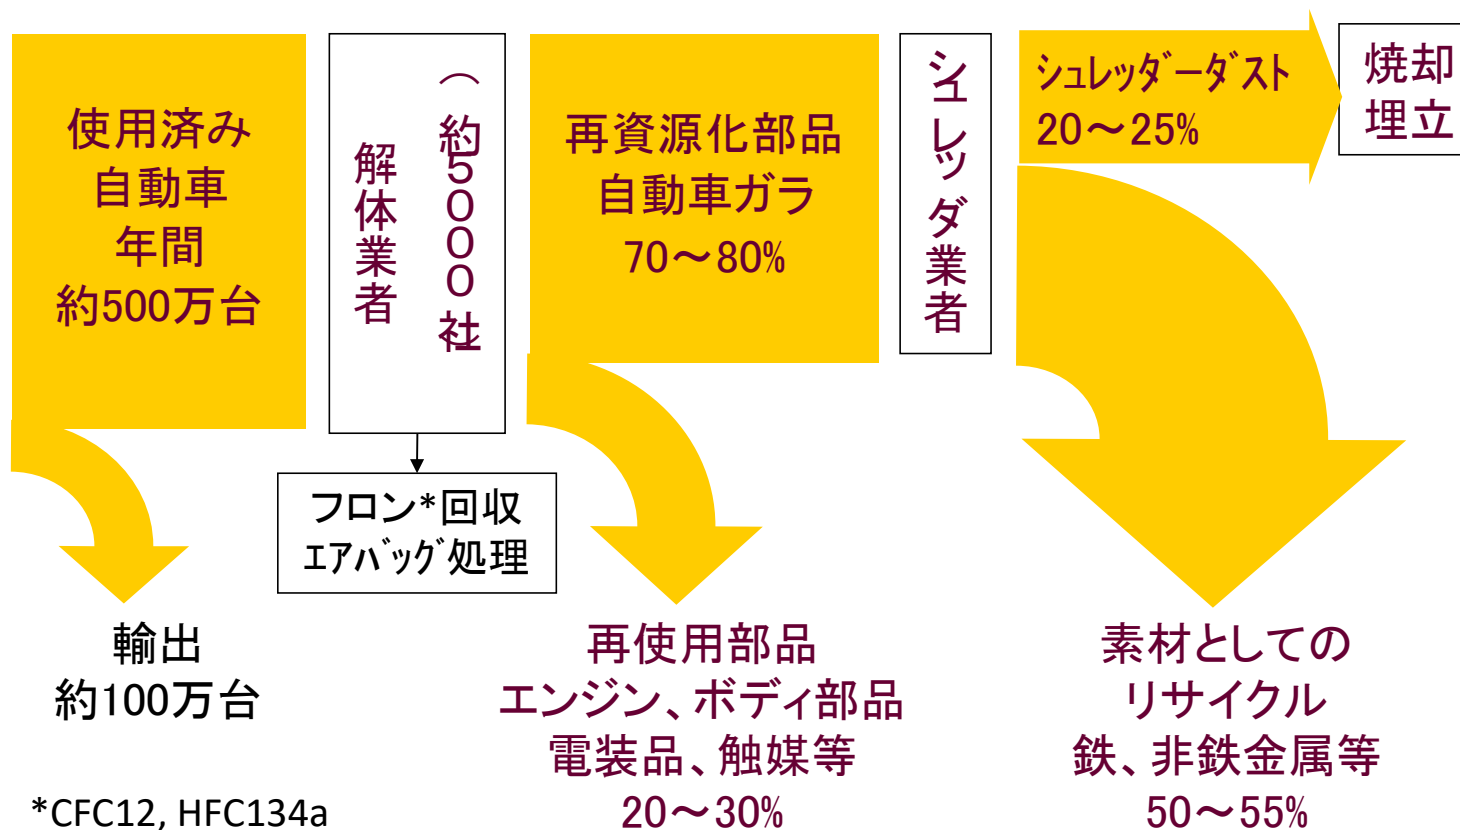 使用済み
自動車
年間
約500万台
解体業者
（約5000社）
再資源化部品
自動車ガラ
70～80%
シュレッダ業者
シュレッダーダスト
20～25%
焼却
埋立
フロン*回収
エアバッグ処理
輸出
約100万台
再使用部品
エンジン、ボディ部品
電装品、触媒等
20～30%
素材としての
リサイクル
鉄、非鉄金属等
50～55%
*CFC12, HFC134a